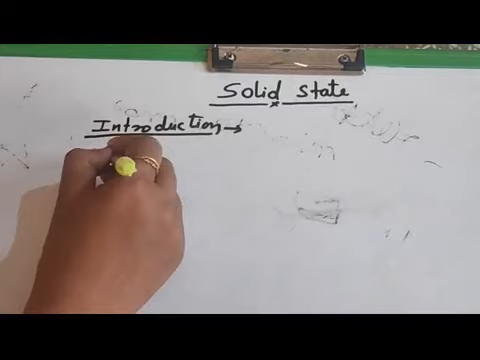 Solid state
Introduction →